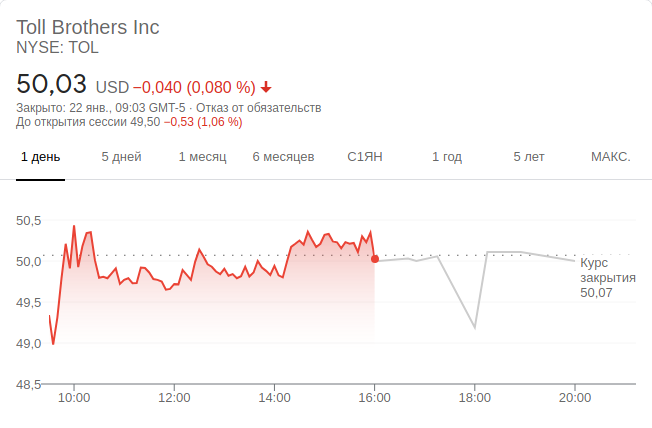 Toll Brothers Inc
NYSE: TOL
50,03 USD −0,040 (0,080 %)
Закрыто: 22 янв., 09:03 GMT-5 · Отказ от обязательств
До открытия сессии 49,50 −0,53 (1,06 %)
1 день 5 дней 1 месяц 6 месяцев С1ЯН 1 год 5 лет МАКС.
50,5
50,0
49,5
49,0
48,5
Курс
закрытия
50,07
10:00 12:00 14:00 16:00 18:00 20:00